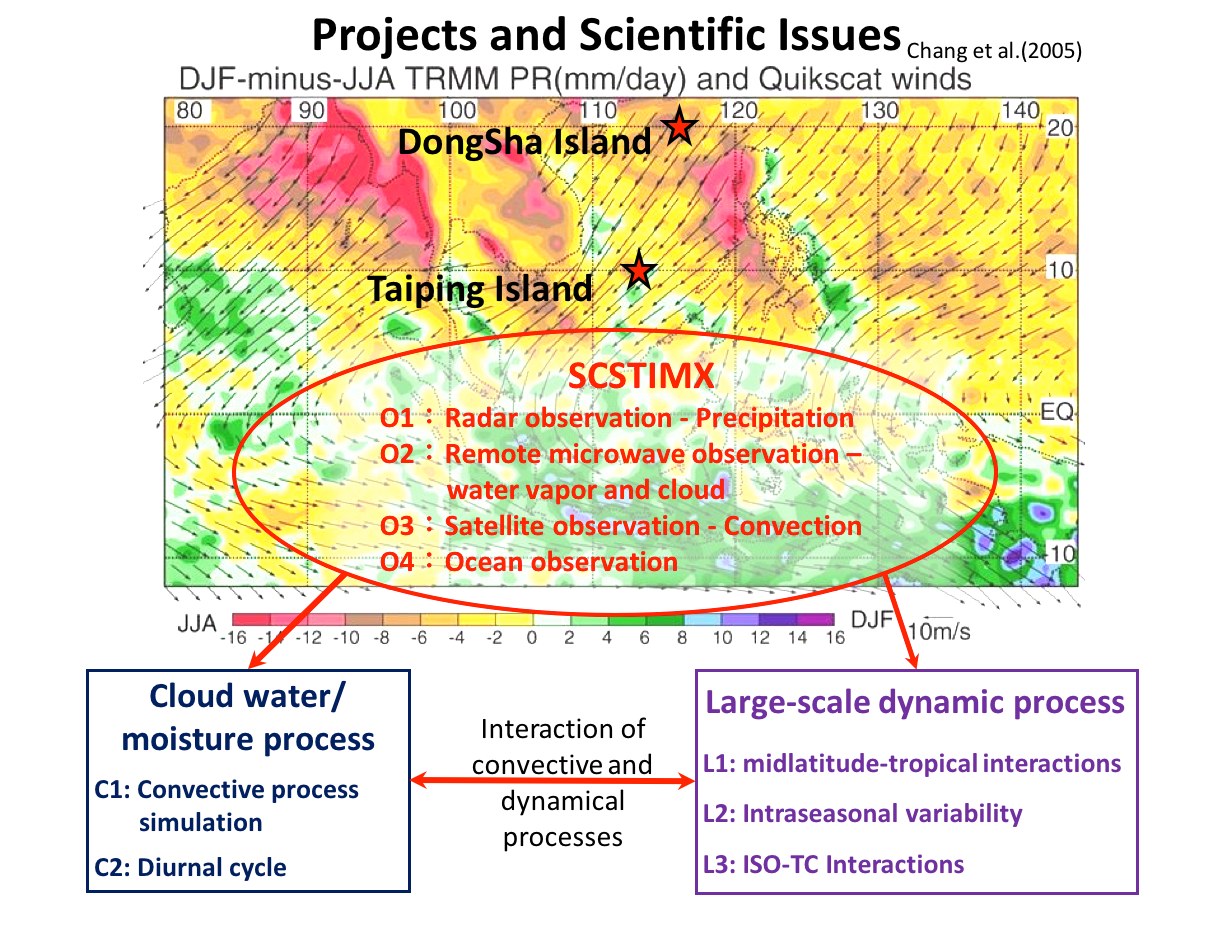 Projects and Scientific Issues Chang et al.(2005)
DJF-minus-JJA TRMM PR(mm/day) and Quikscat winds
80 90 100 110 120 130 140
20
DongSha Island
10
Taiping Island
SCSTIMX
EQ
O1：Radar observation - Precipitation
O2：Remote microwave observation –
water vapor and cloud
O3：Satellite observation - Convection
-10
O4：Ocean observation
JJA DJF 10m/s
-16 -14 -12 -10 -8 -6 -4 -2 0 2 4 6 8 10 12 14 16
Cloud water/
moisture process
C1: Convective process
simulation
C2: Diurnal cycle
Interaction of
convective and
dynamical
processes
Large-scale dynamic process
L1: midlatitude-tropical interactions
L2: Intraseasonal variability
L3: ISO-TC Interactions